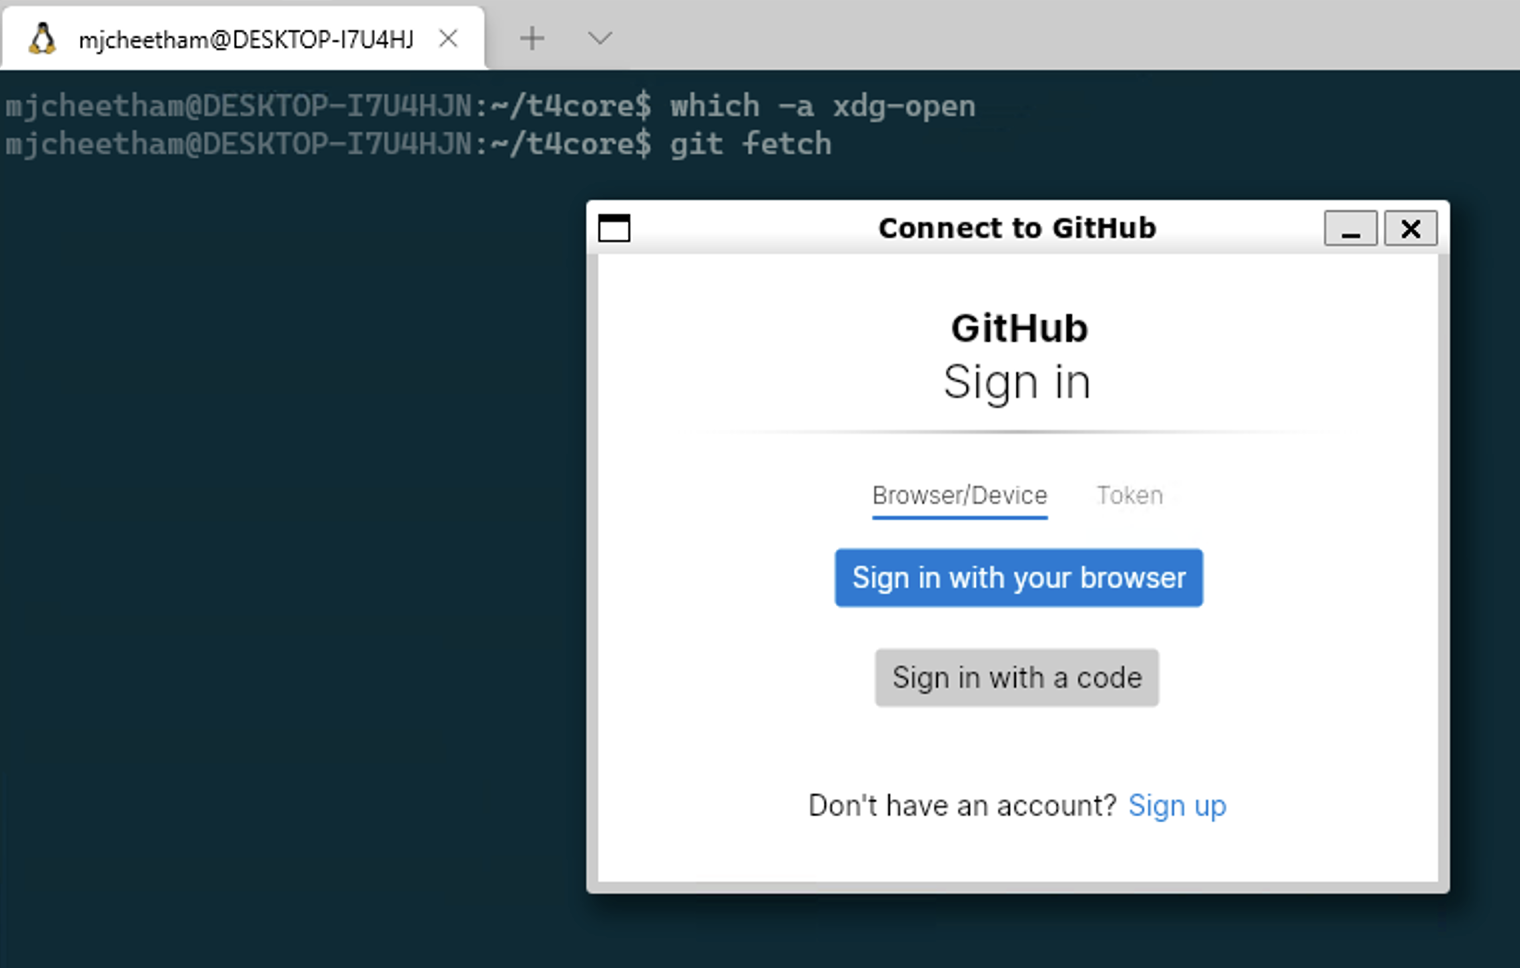 mjcheetham@DESKTOP-I7U4HJ
mjcheetham@DESKTOP-I7U4HJN:~/t4core$ which -a xdg-open
mjcheetham@DESKTOP-I7U4HJN:~/t4core$ git fetch
Connect to GitHub
GitHub
Sign in
Browser/Device Token
Sign in with your browser
Sign in with a code
Don't have an account? Sign up